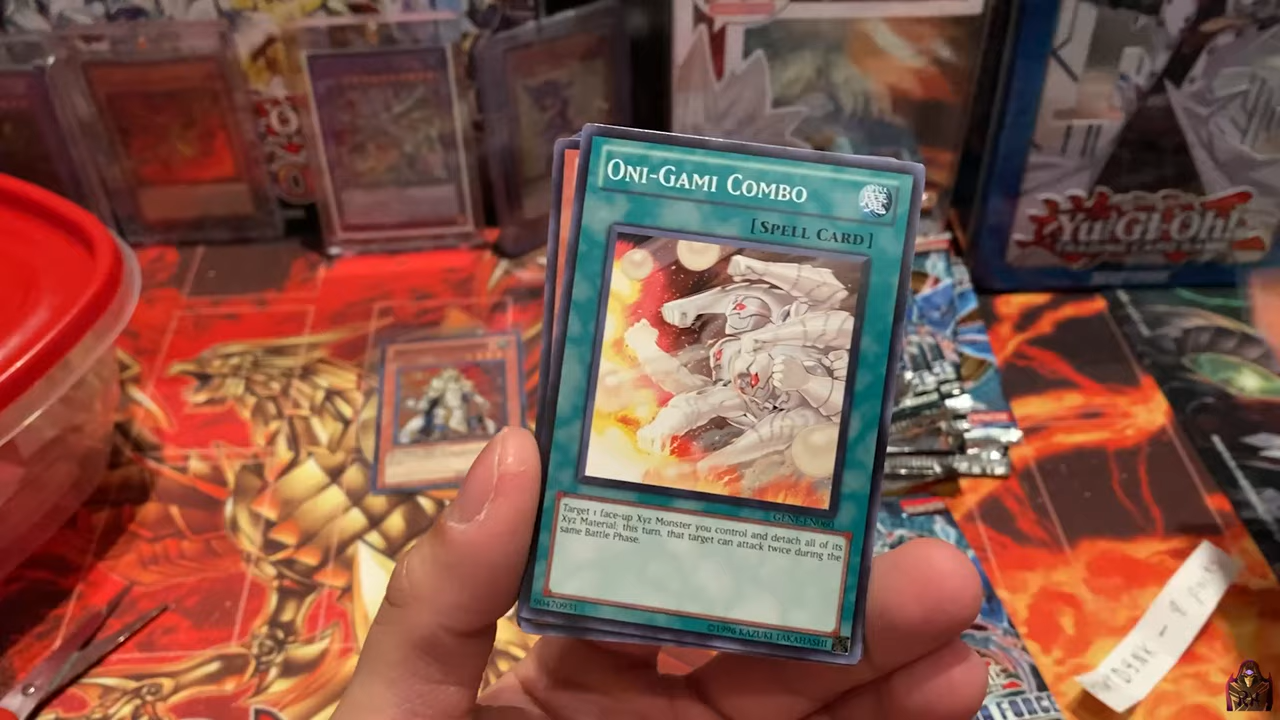 Oni-Gami Combo
[Spell Card]
GENF-EN060
Target 1 face-up Xyz Monster you control and detach all of its
Xyz Material; this turn, that target can attack twice during the
same Battle Phase.
90470931
©1996 KAZUKI TAKAHASHI
Yu-Gi-Oh!
FORCE